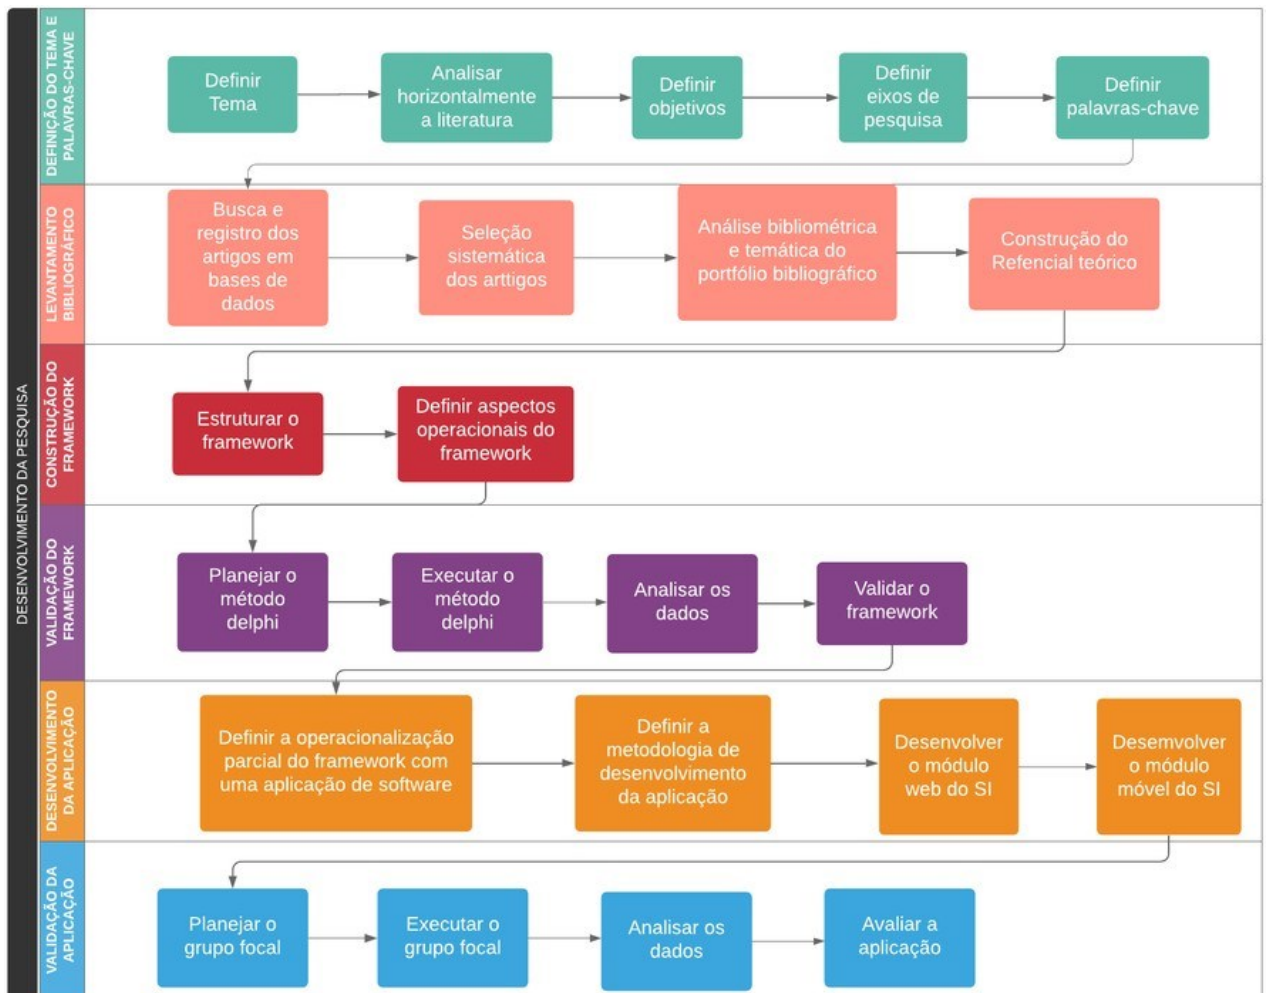 DESENVOLVIMENTO DA PESQUISA
DEFINIÇÃO DO TEMA E
PALAVRAS-CHAVE
Definir
Tema
Analisar
horizontalmente
a literatura
Definir
objetivos
Definir
eixos de
pesquisa
Definir
palavras-chave
LEVANTAMENTO
BIBLIOGRÁFICO
Busca e
registro dos
artigos em
bases de
dados
Seleção
sistemática
dos arttigos
Análise bibliométrica
e temática do
portfólio bibliográfico
Construção do
Refencial teórico
CONSTRUÇÃO DO
FRAMEWORK
Estruturar o
framework
Definir aspectos
operacionais do
framework
VALIDAÇÃO DO
FRAMEWORK
Planejar o
método
delphi
Executar o
método
delphi
Analisar os
dados
Validar o
framework
DESENVOLVIMENTO
DA APLICAÇÃO
Definir a operacionalização
parcial do framework com
uma aplicação de software
Definir a
metodologia de
desenvolvimento
da aplicação
Desenvolver
o módulo
web do SI
Desemvolver
o módulo
móvel do SI
VALIDAÇÃO DA
APLICAÇÃO
Planejar o
grupo focal
Executar o
grupo focal
Analisar os
dados
Avaliar a
aplicação